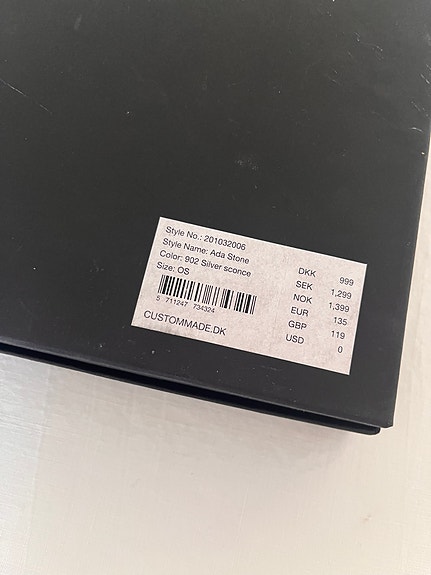 Style No.: 201032006
Style Name: Ada Stone
Color: 902 Silver sconce
Size: OS
5 711247 734324
CUSTOMMADE.DK
DKK 999
SEK 1,299
NOK 1,399
EUR 135
GBP 119
USD 0